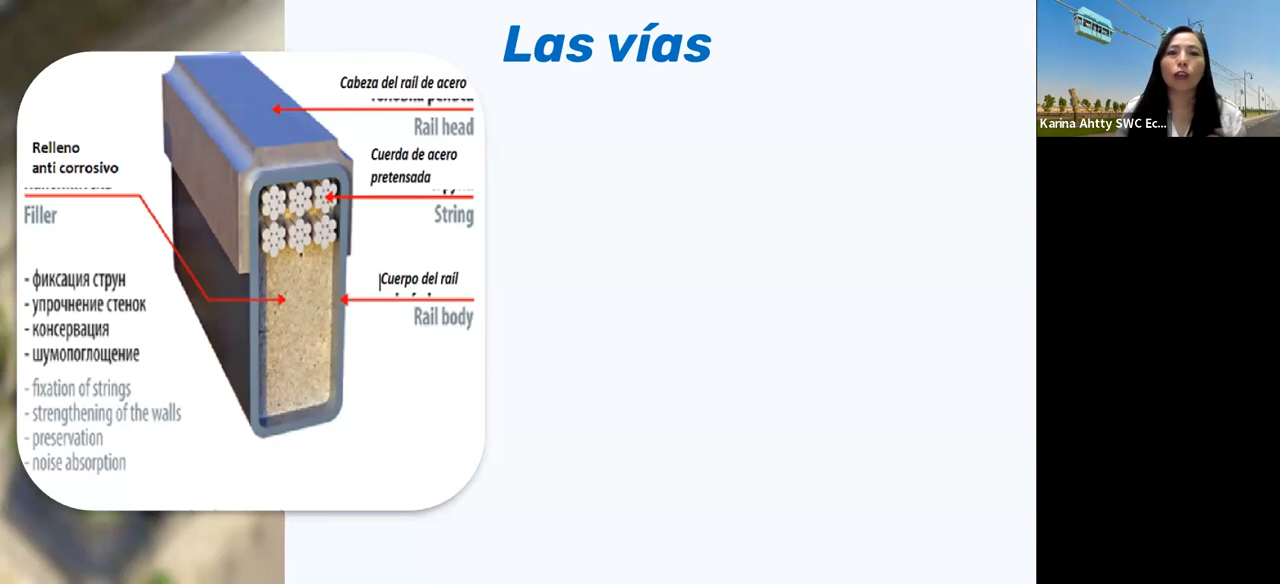 Las vías
Cabeza del raíl de acero
Rail head
Cuerda de acero
pretensada
String
Cuerpo del raíl
Rail body
Relleno
anti corrosivo
Filler
- фиксация струн
- упрочнение стенок
- консервация
- шумопоглощение
- fixation of strings
- strengthening of the walls
- preservation
- noise absorption
Karina Ahtty SWC Ec...